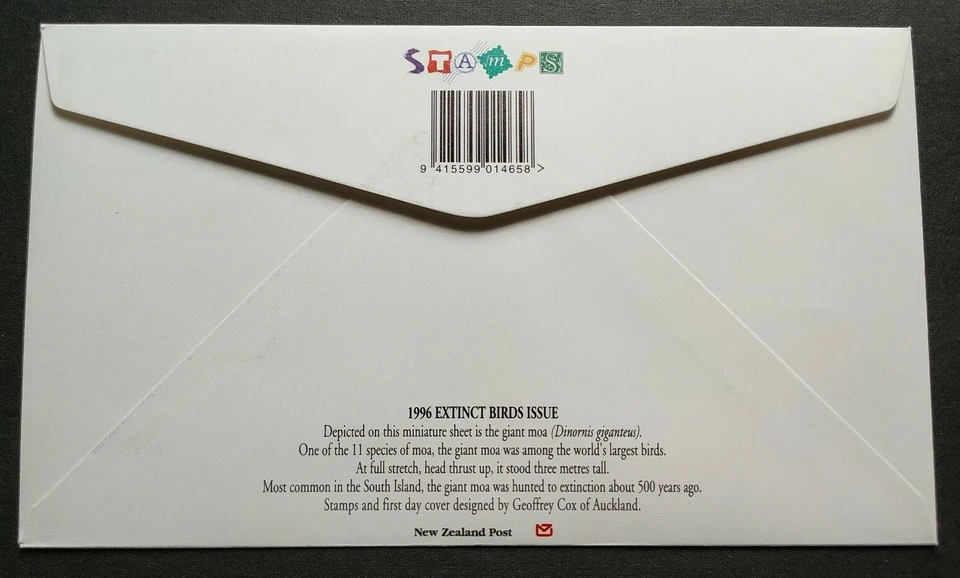 STAmPS
9 415599 014658 >
1996 EXTINCT BIRDS ISSUE
Depicted on this miniature sheet is the giant moa (Dinornis giganteus).
One of the 11 species of moa, the giant moa was among the world's largest birds.
At full stretch, head thrust up, it stood three metres tall.
Most common in the South Island, the giant moa was hunted to extinction about 500 years ago.
Stamps and first day cover designed by Geoffrey Cox of Auckland.
New Zealand Post